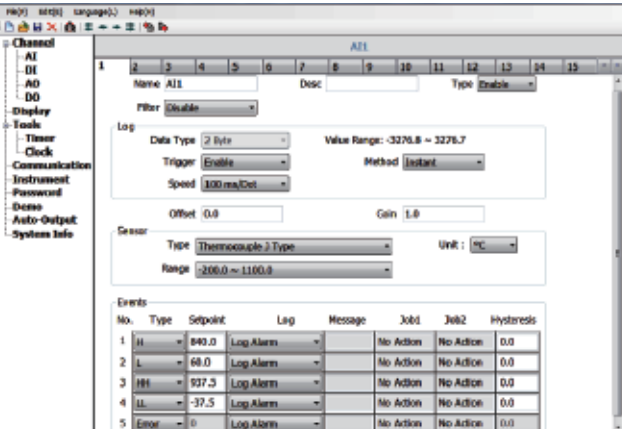 File(F) Edit(E) Language(L) Help(H)
Channel
AI
DI
AO
DO
Display
Tools
Timer
Clock
Communication
Instrument
Password
Demo
Auto-Output
System Info
AI1
1 2 3 4 5 6 7 8 9 10 11 12 13 14 15
Name AI1 Desc Type Enable
Filter Disable
Log
Data Type 2 Byte Value Range: -3276.8 ~ 3276.7
Trigger Enable Method Instant
Speed 100 ms/Dot
Offset 0.0 Gain 1.0
Sensor
Type Thermocouple J Type Unit : °C
Range -200.0 ~ 1100.0
Events
No. Type Setpoint Log Message Job1 Job2 Hysteresis
1 H 840.0 Log Alarm No Action No Action 0.0
2 L 60.0 Log Alarm No Action No Action 0.0
3 HH 937.5 Log Alarm No Action No Action 0.0
4 LL -37.5 Log Alarm No Action No Action 0.0
5 Error 0 Log Alarm No Action No Action 0.0